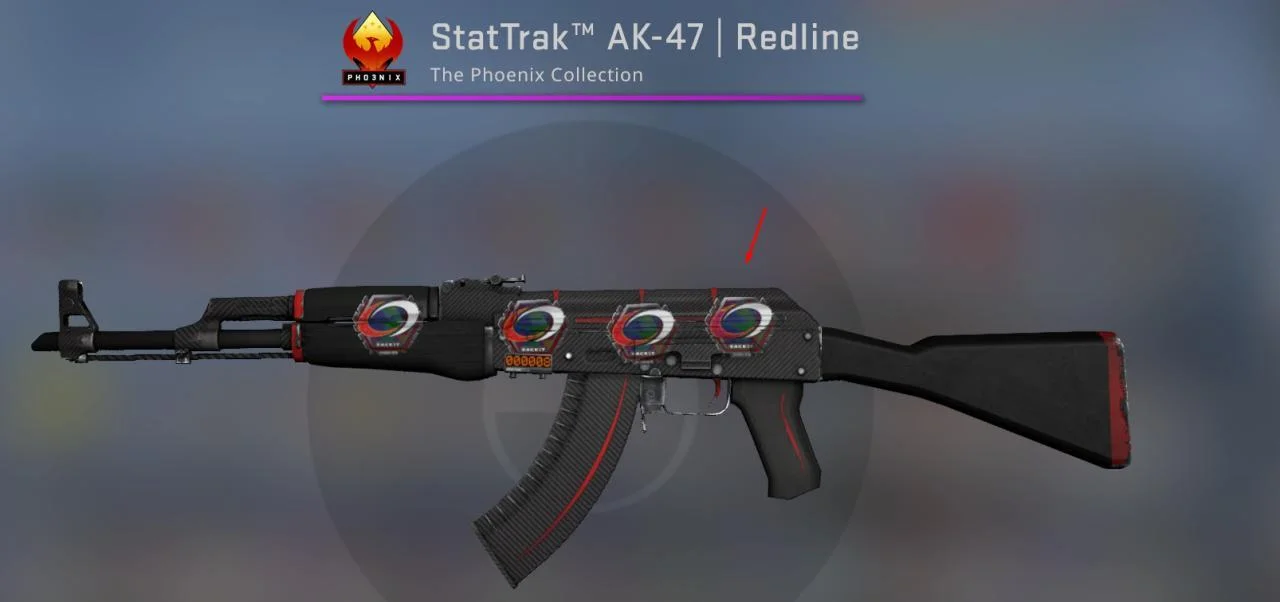 StatTrak™ AK-47 | Redline
PHO3NIX
The Phoenix Collection
000008